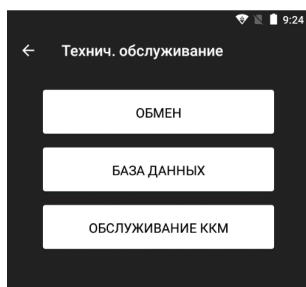 9:24
Технич. обслуживание
ОБМЕН
БАЗА ДАННЫХ
ОБСЛУЖИВАНИЕ ККМ